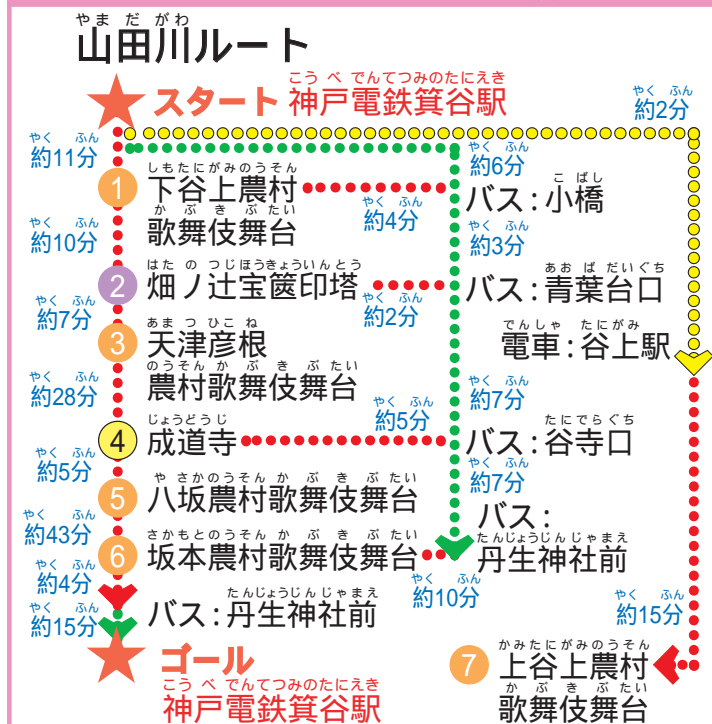 やまだがわ
山田川ルート
こうべでんてつみのたにえき
スタート 神戸電鉄箕谷駅
やく ふん
約2分
やく ふん
約11分
やく ふん
約6分
しもたにがみのうそん
1 下谷上農村
かぶきぶたい
歌舞伎舞台
やく ふん
約4分
こばし
バス:小橋
やく ふん
約10分
やく ふん
約3分
はたのつじほうきょういんとう
2 畑ノ辻宝篋印塔
やく ふん
約2分
あおばだいぐち
バス:青葉台口
やく ふん
約7分
あまつひこね
3 天津彦根
のうそんかぶきぶたい
農村歌舞伎舞台
でんしゃ たにがみ
電車:谷上駅
やく ふん
約28分
やく ふん
約5分
やく ふん
約7分
じょうどうじ
4 成道寺
たにでらぐち
バス:谷寺口
やく ふん
約5分
やく ふん
約7分
やさかのうそんかぶきぶたい
5 八坂農村歌舞伎舞台
やく ふん
約43分
さかもとのうそんかぶきぶたい
6 坂本農村歌舞伎舞台
バス:
たんじょうじんじゃまえ
丹生神社前
やく ふん
約4分
やく ふん
約10分
やく ふん
約15分
たんじょうじんじゃまえ
バス:丹生神社前
やく ふん
約15分
ゴール
こうべでんてつみのたにえき
神戸電鉄箕谷駅
かみたにがみのうそん
7 上谷上農村
かぶきぶたい
歌舞伎舞台